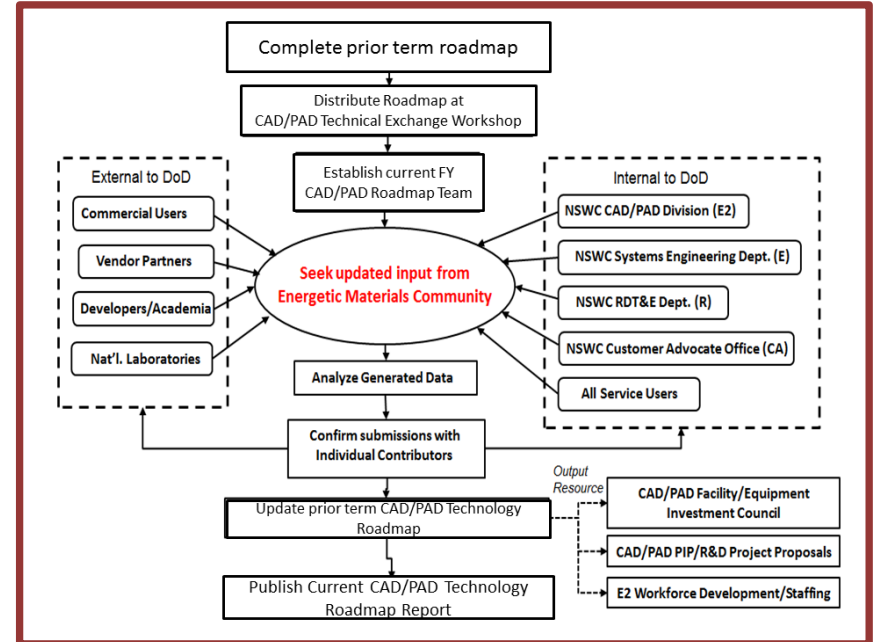 Complete prior term roadmap
Distribute Roadmap at
CAD/PAD Technical Exchange Workshop
Establish current FY
CAD/PAD Roadmap Team
External to DoD
Commercial Users
Vendor Partners
Developers/Academia
Nat'l. Laboratories
Seek updated input from
Energetic Materials Community
Internal to DoD
NSWC CAD/PAD Division (E2)
NSWC Systems Engineering Dept. (E)
NSWC RDT&E Dept. (R)
NSWC Customer Advocate Office (CA)
All Service Users
Analyze Generated Data
Confirm submissions with
Individual Contributors
Update prior term CAD/PAD Technology
Roadmap
Output
Resource
CAD/PAD Facility/Equipment
Investment Council
CAD/PAD PIP/R&D Project Proposals
E2 Workforce Development/Staffing
Publish Current CAD/PAD Technology
Roadmap Report